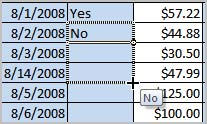 8/1/2008 Yes $57.22
8/2/2008 No $44.88
8/3/2008 $30.50
8/14/2008 $47.99
8/5/2008 $125.00
No
8/6/2008 $100.00